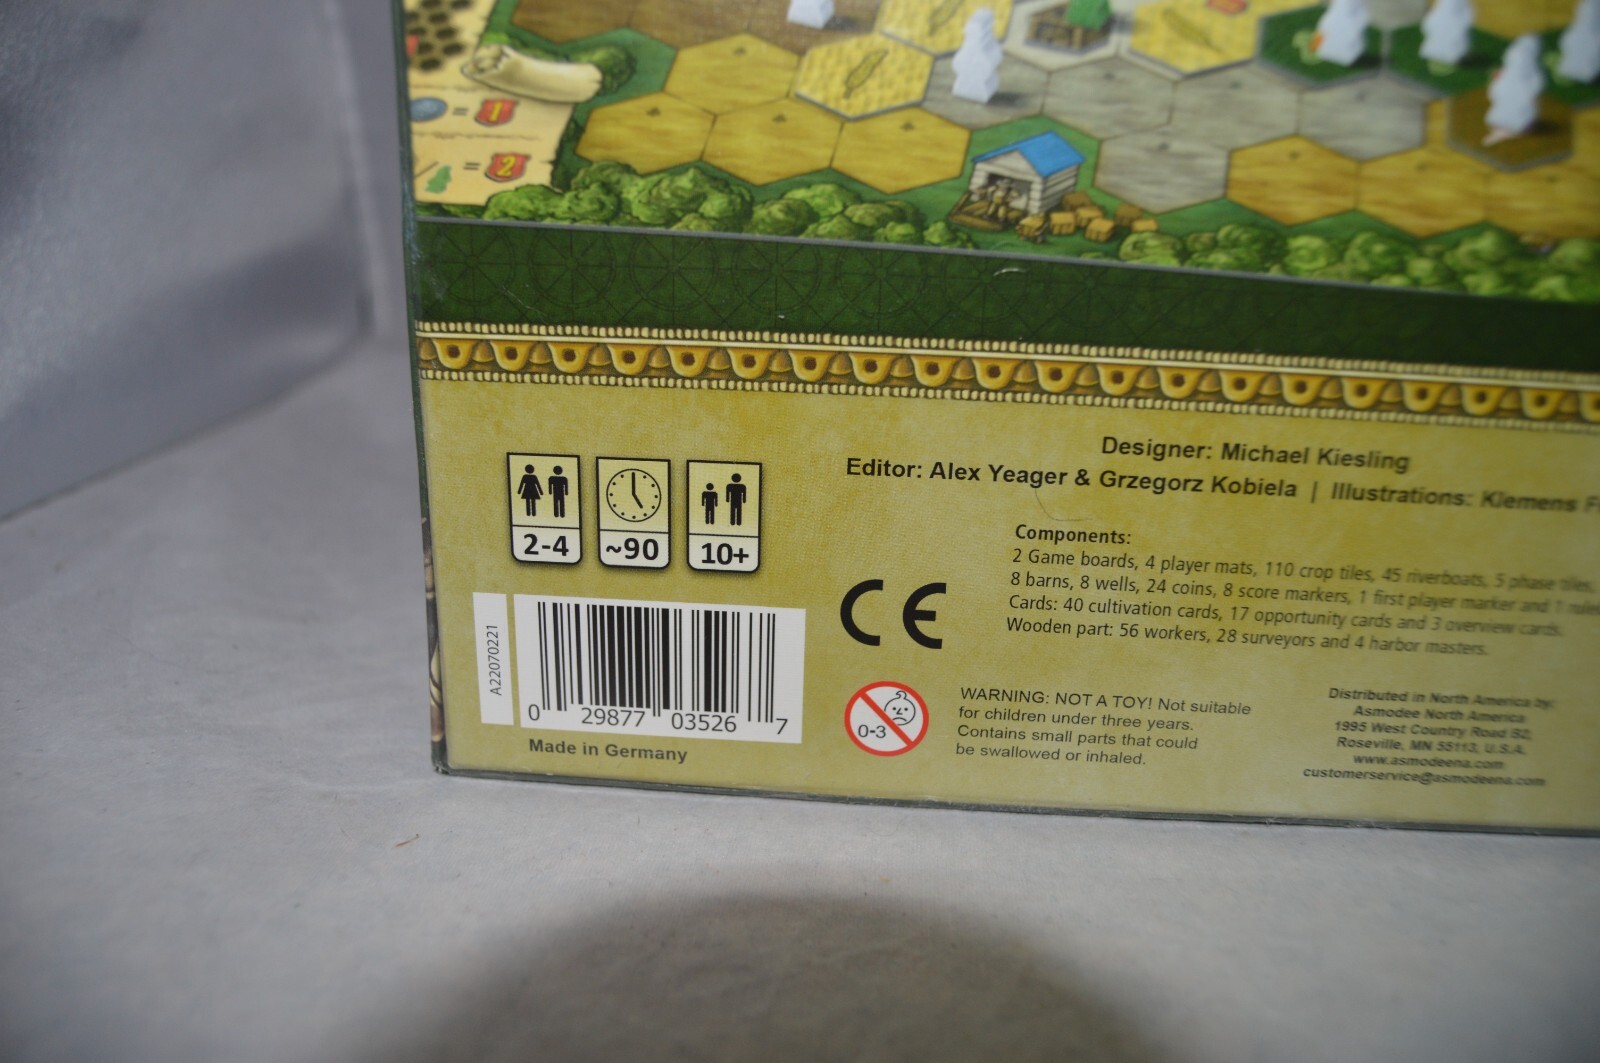 = 1
/ = 2
Designer: Michael Kiesling
Editor: Alex Yeager & Grzegorz Kobiela | Illustrations: Klemens
2-4
~90
10+
Components:
2 Game boards, 4 player mats, 110 crop tiles, 45 riverboats, 5 phase tiles,
8 barns, 8 wells, 24 coins, 8 score markers, 1 first player marker and 1
Cards: 40 cultivation cards, 17 opportunity cards and 3 overview cards.
Wooden part: 56 workers, 28 surveyors and 4 harbor masters.
CE
A22070221
0 29877 03526 7
Made in Germany
0-3
WARNING: NOT A TOY! Not suitable
for children under three years.
Contains small parts that could
be swallowed or inhaled.
Distributed in North America by:
Asmodee North America
1995 West Country Road B2,
Roseville, MN 55113, U.S.A.
www.asmodeena.com
customerservice@asmodeena.com